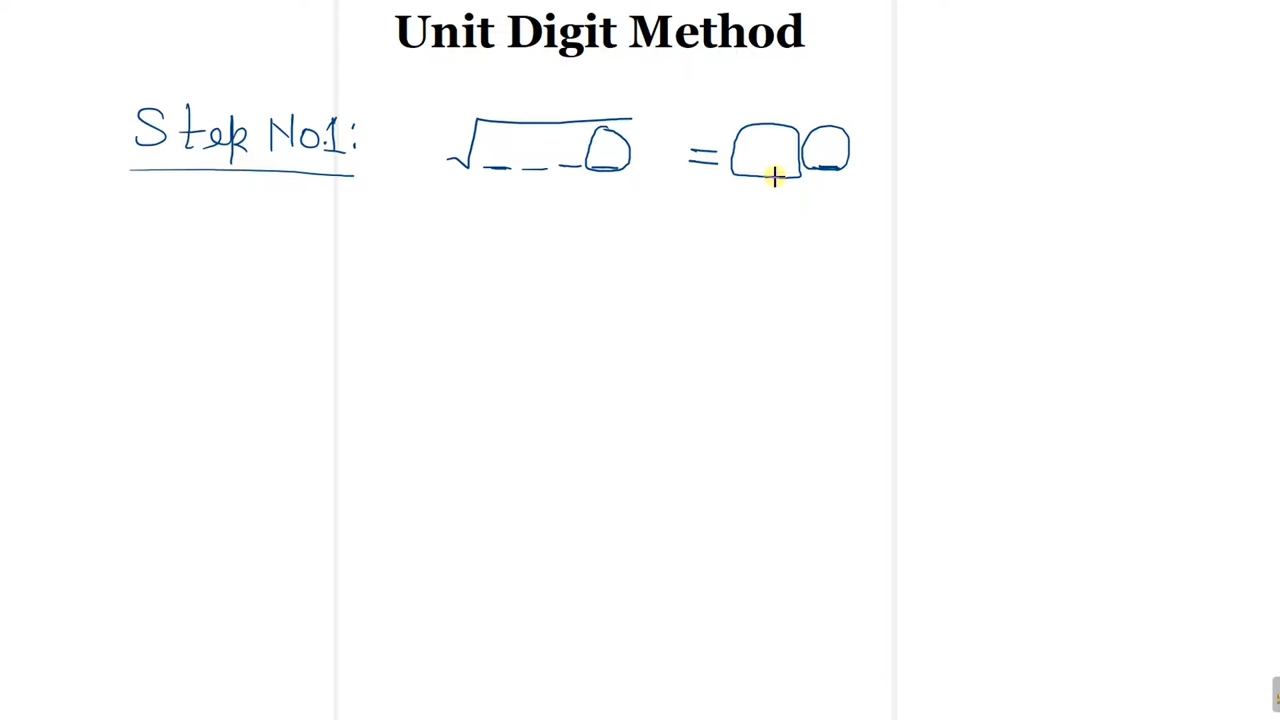 Unit Digit Method
Step No.1: √_ _ _ _ = _